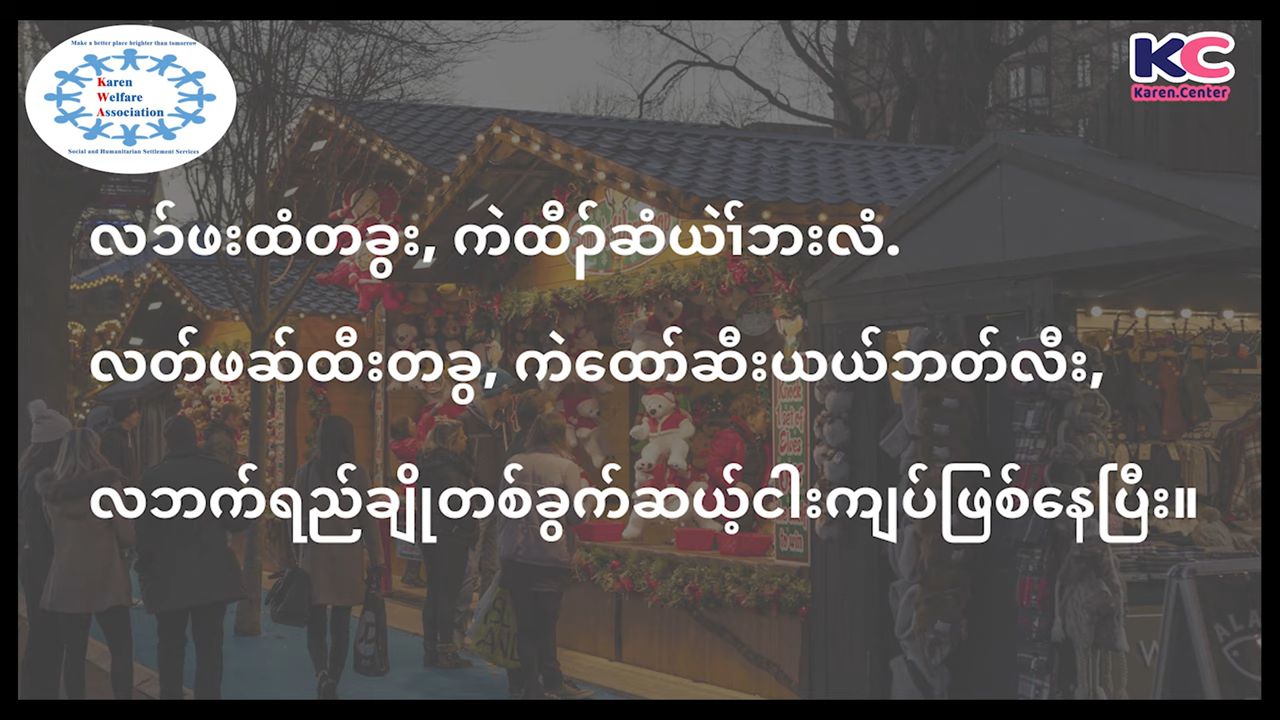 Make a better place brighter than tomorrow
Karen
Welfare
Association
Social and Humanitarian Settlement Services
KC
Karen.Center
လၥ်ဖးထံတခွး, ကဲထီၣ်ဆံယဲၢ်ဘးလံ.
လတ်ဖဆ်ထီးတခွ, ကဲထော်ဆီးယယ်ဘတ်လီး,
လဘက်ရည်ချိုတစ်ခွက်ဆယ့်ငါးကျပ်ဖြစ်နေပြီး။
Knock